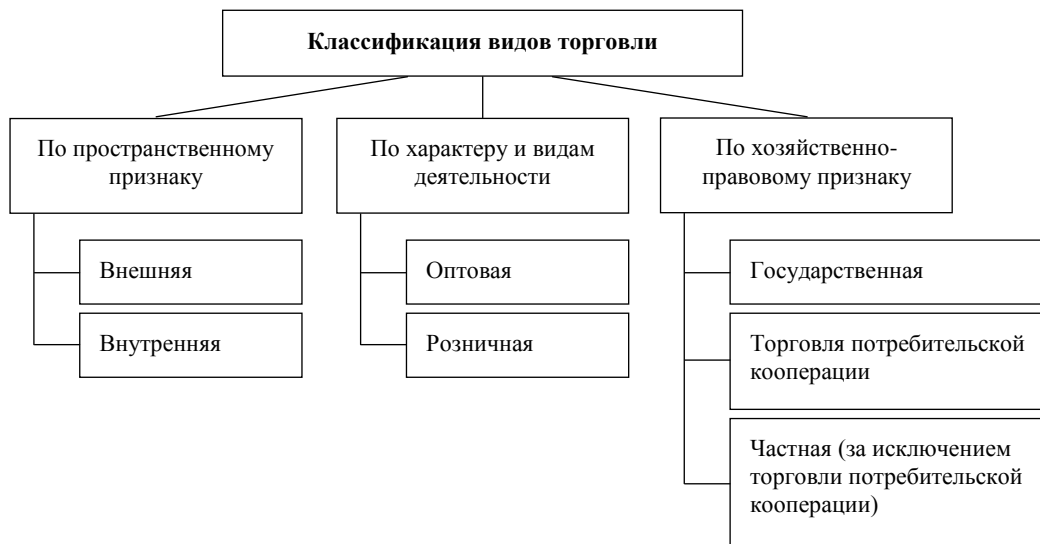 Классификация видов торговли
По пространственному
признаку
Внешняя
Внутренняя
По характеру и видам
деятельности
Оптовая
Розничная
По хозяйственно-
правовому признаку
Государственная
Торговля потребительской
кооперации
Частная (за исключением
торговли потребительской
кооперации)